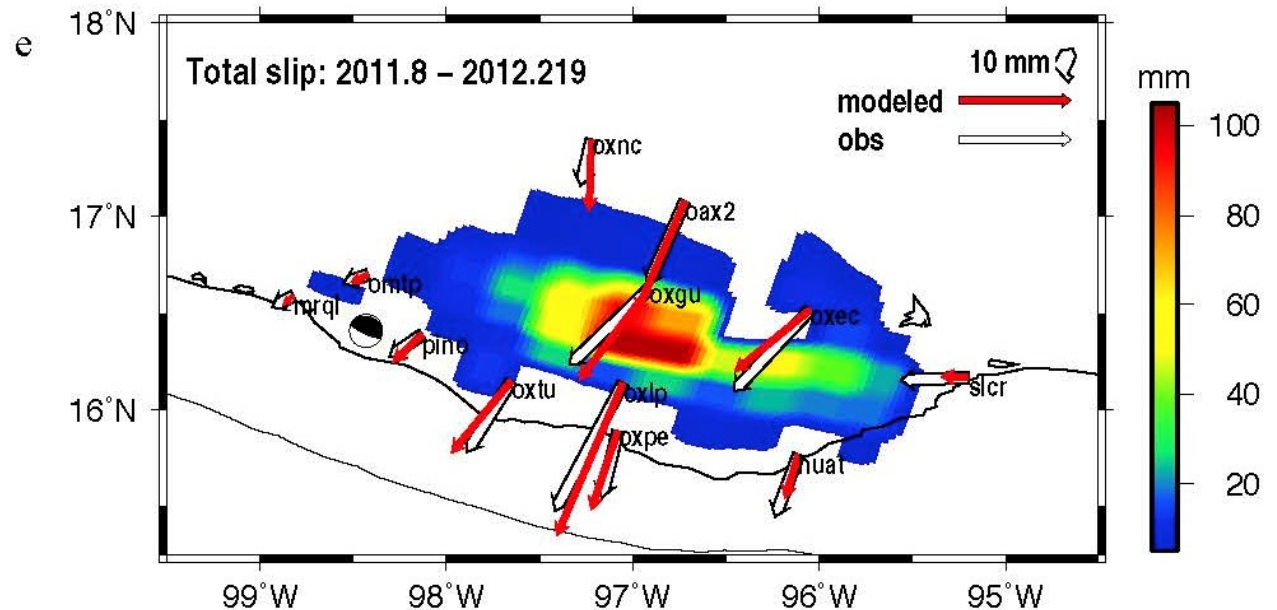 e
18°N
Total slip: 2011.8 – 2012.219
10 mm
mm
modeled
obs
100
oxnc
17°N
oax2
80
omtp
oxgu
mrql
oxec
60
pino
oxtu
oxlp
slcr
40
16°N
oxpe
huat
20
99°W
98°W
97°W
96°W
95°W